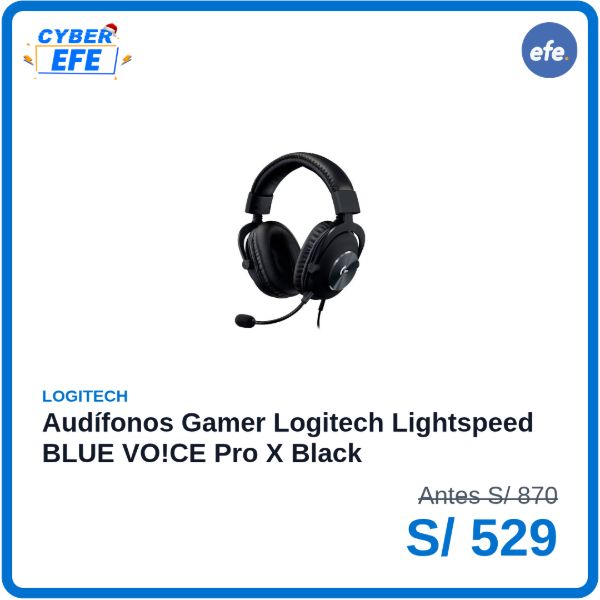 CYBER
EFE
efe.
LOGITECH
Audífonos Gamer Logitech Lightspeed
BLUE VO!CE Pro X Black
Antes S/ 870
S/ 529